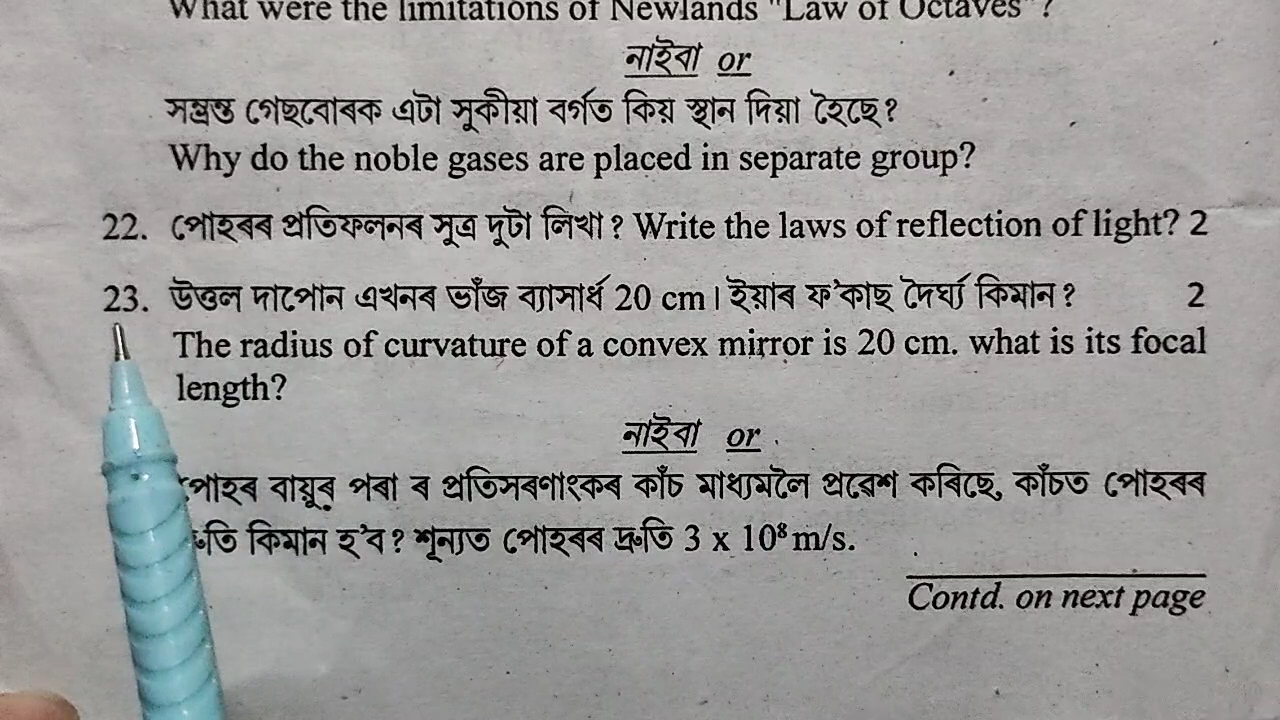 What were the limitations of Newlands "Law of Octaves"?
নাইবা or
সম্ভ্ৰান্ত গেছবোৰক এটা সুকীয়া বৰ্গত কিয় স্থান দিয়া হৈছে?
Why do the noble gases are placed in separate group?
22. পোহৰৰ প্ৰতিফলনৰ সূত্ৰ দুটা লিখা? Write the laws of reflection of light? 2
23. উত্তল দাপোন এখনৰ ভাঁজ ব্যাসাৰ্ধ 20 cm। ইয়াৰ ফ'কাছ দৈৰ্ঘ্য কিমান? 2
The radius of curvature of a convex mirror is 20 cm. what is its focal
length?
নাইবা or
পোহৰ বায়ুৰ পৰা ৰ প্ৰতিসৰণাংকৰ কাঁচ মাধ্যমলৈ প্ৰৱেশ কৰিছে, কাঁচত পোহৰৰ
কিমান হ'ব? শূন্যত পোহৰৰ দ্ৰুতি 3 x 10⁸ m/s.
Contd. on next page